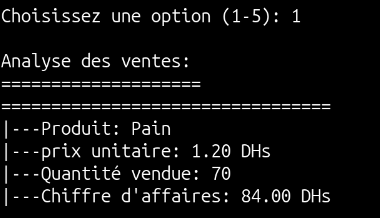 Choisissez une option (1-5): 1
Analyse des ventes:
====================
=================================
|---Produit: Pain
|---prix unitaire: 1.20 DHs
|---Quantité vendue: 70
|---Chiffre d'affaires: 84.00 DHs